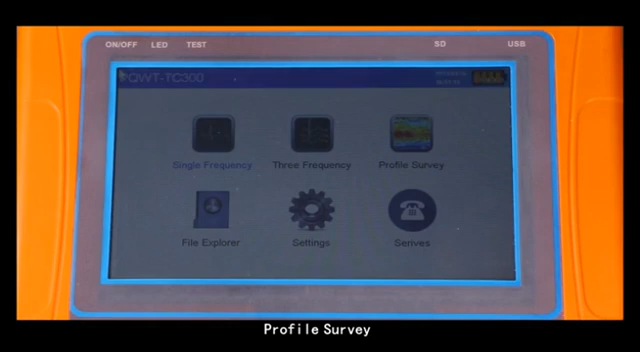 ON/OFF LED TEST SD USB
PQWT-TC300
Single Frequency Three Frequency Profile Survey
File Explorer Settings Serives
Profile Survey